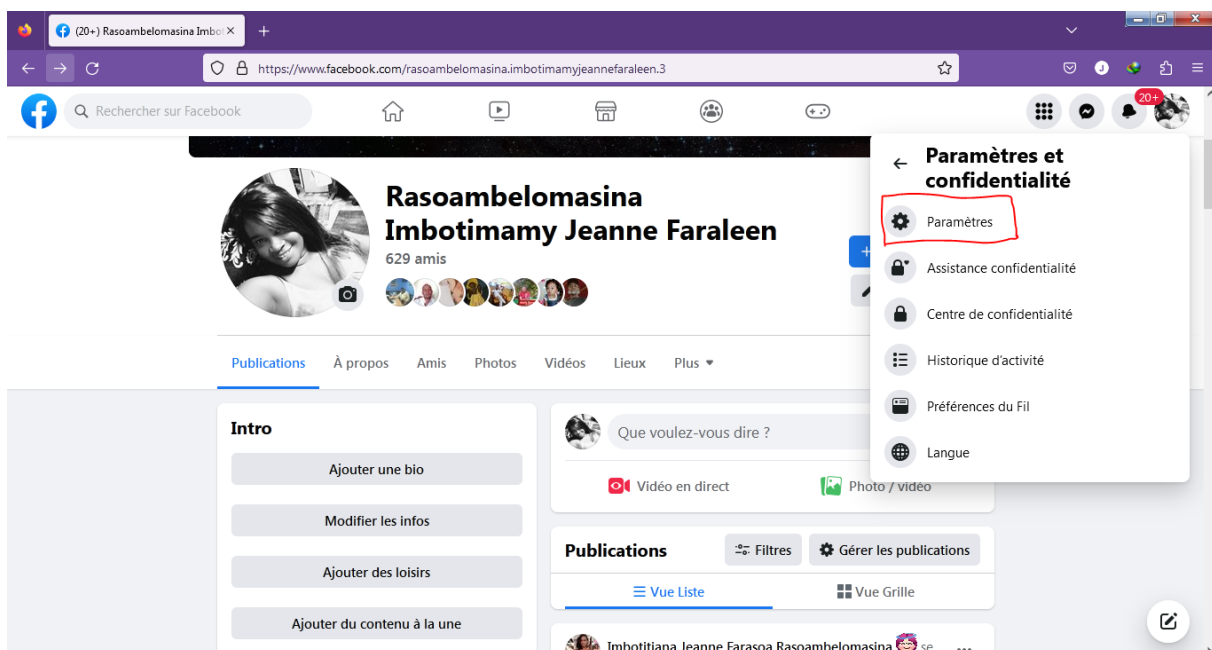 (20+) Rasoambelomasina Imbo
https://www.facebook.com/rasoambelomasina.imbotimamyjeannefaraleen.3
Rechercher sur Facebook
20+
Rasoambelomasina
Imbotimamy Jeanne Faraleen
629 amis
Paramètres et
confidentialité
Paramètres
Assistance confidentialité
Centre de confidentialité
Historique d'activité
Préférences du Fil
Langue
Publications À propos Amis Photos Vidéos Lieux Plus
Intro
Ajouter une bio
Modifier les infos
Ajouter des loisirs
Ajouter du contenu à la une
Que voulez-vous dire ?
Vidéo en direct Photo / vidéo
Publications Filtres Gérer les publications
Vue Liste Vue Grille
Imbotitiana Jeanne Farasoa Rasoambelomasina se